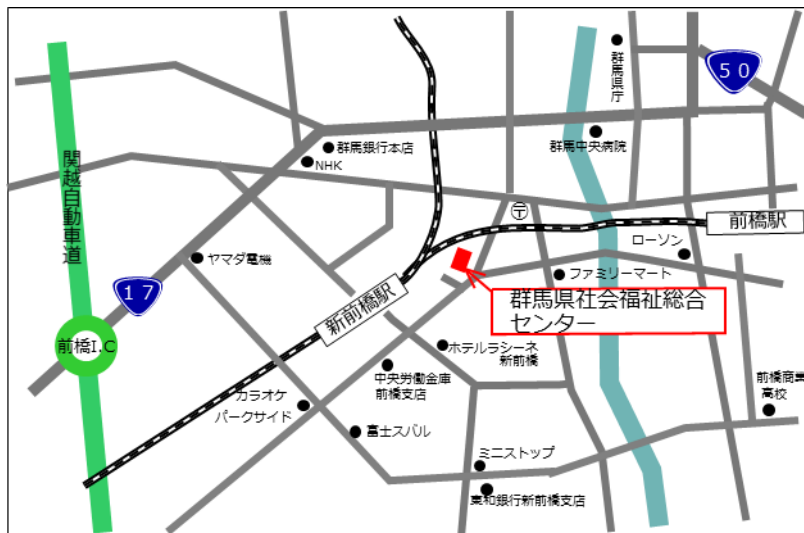 群馬県庁
50
群馬銀行本店
NHK
群馬中央病院
関越自動車道
〒
前橋駅
ヤマダ電機
ローソン
ファミリーマート
17
群馬県社会福祉総合
センター
新前橋駅
前橋I.C
ホテルラシーネ
新前橋
中央労働金庫
前橋支店
前橋商業
高校
カラオケ
パークサイド
富士スバル
ミニストップ
東和銀行新前橋支店